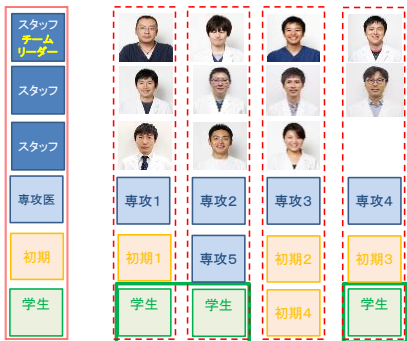 スタッフ
チーム
リーダー
スタッフ
スタッフ
専攻医 専攻1 専攻2 専攻3 専攻4
初期 初期1 専攻5 初期2 初期3
学生 学生 学生 初期4 学生